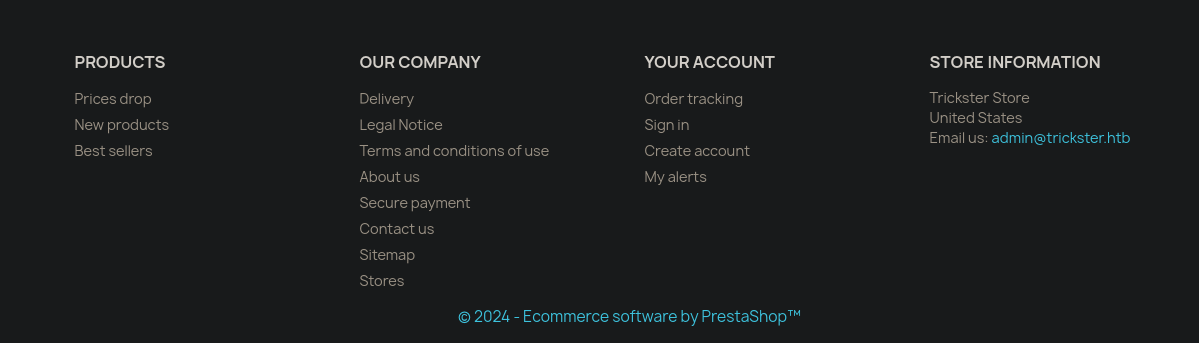 PRODUCTS
Prices drop
New products
Best sellers
OUR COMPANY
Delivery
Legal Notice
Terms and conditions of use
About us
Secure payment
Contact us
Sitemap
Stores
YOUR ACCOUNT
Order tracking
Sign in
Create account
My alerts
STORE INFORMATION
Trickster Store
United States
Email us: admin@trickster.htb
© 2024 - Ecommerce software by PrestaShop™